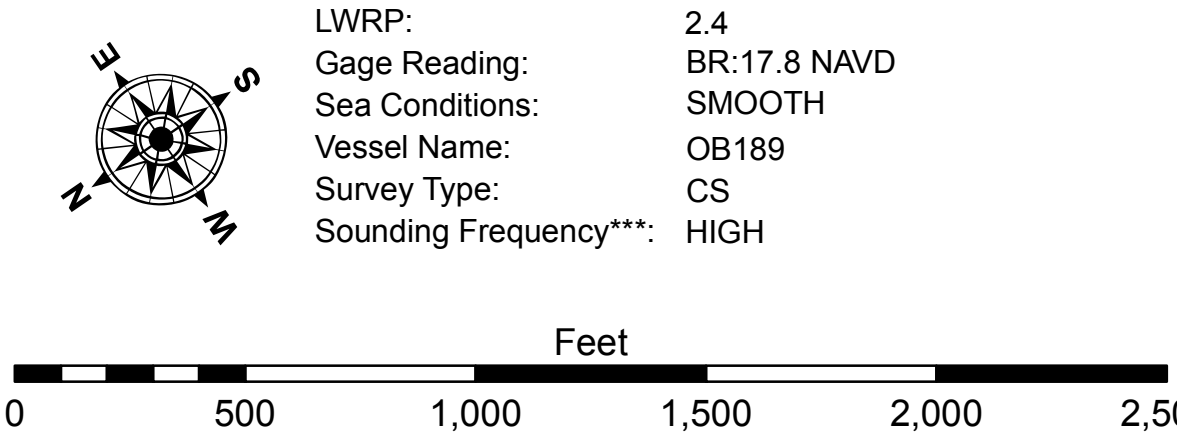 E
S
N
W
LWRP: 2.4
Gage Reading: BR:17.8 NAVD
Sea Conditions: SMOOTH
Vessel Name: OB189
Survey Type: CS
Sounding Frequency***: HIGH
Feet
0 500 1,000 1,500 2,000